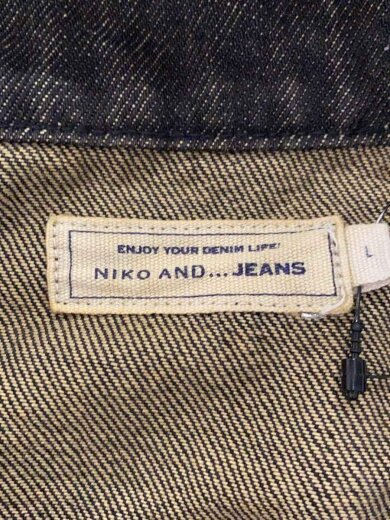 ENJOY YOUR DENIM LIFE!
NIKO AND...JEANS
L